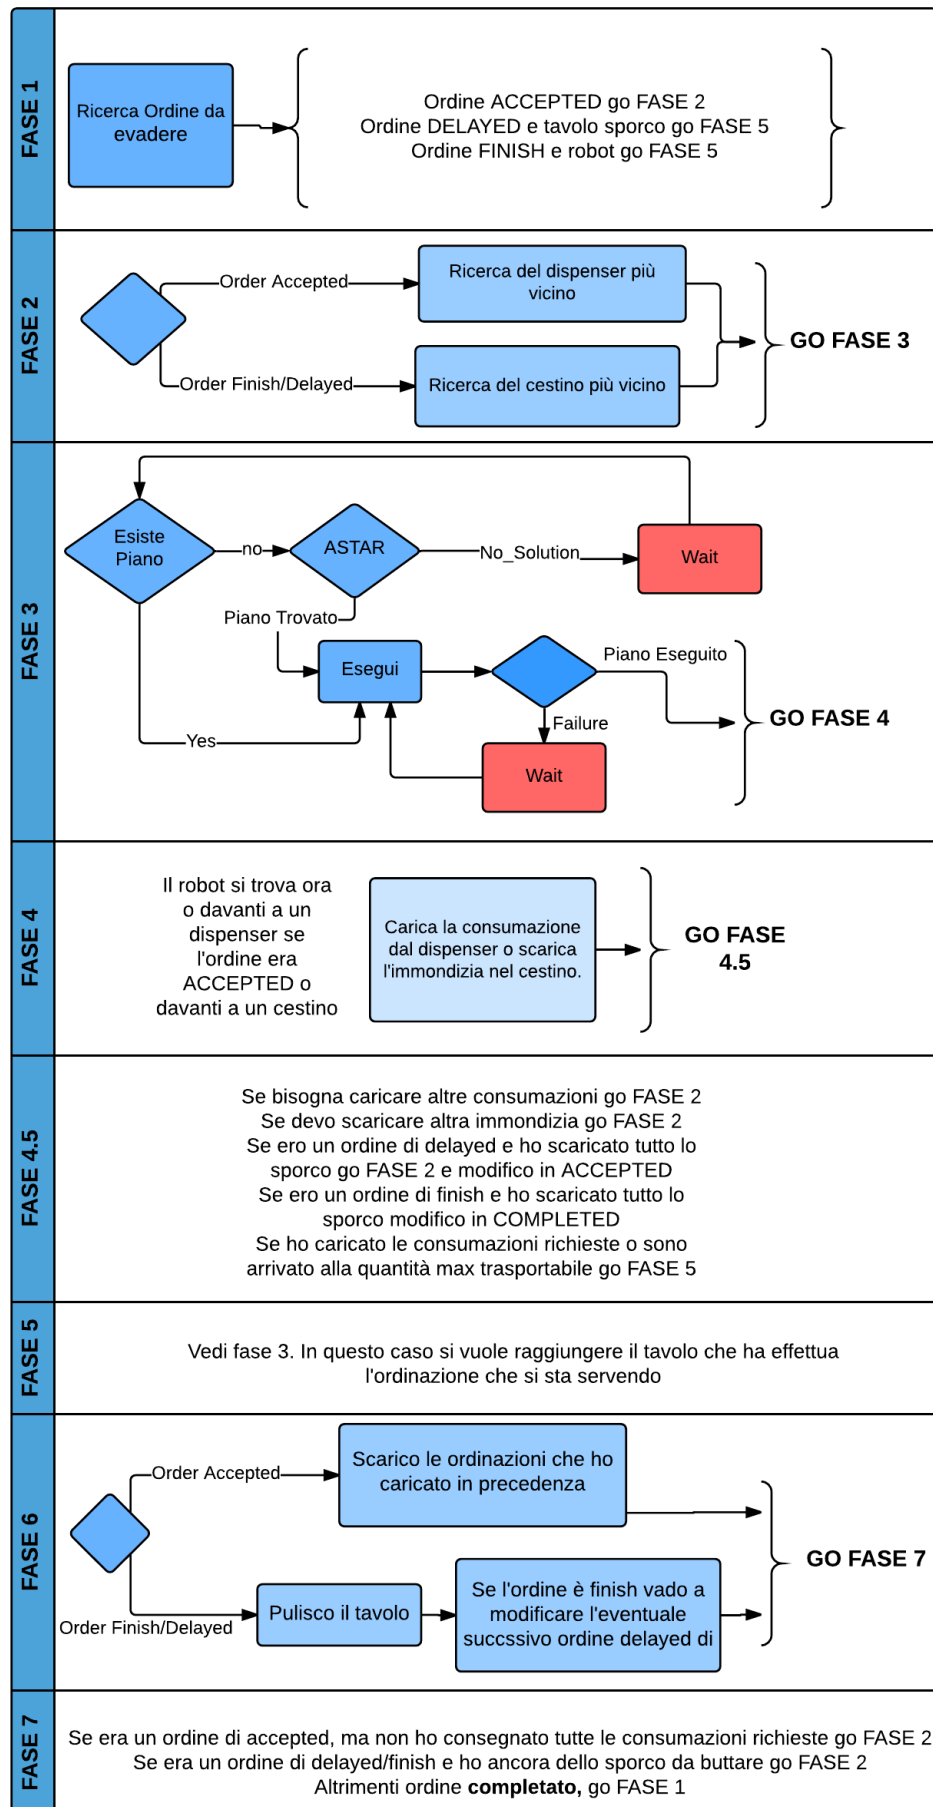 FASE 1
Ricerca Ordine da
evadere
Ordine ACCEPTED go FASE 2
Ordine DELAYED e tavolo sporco go FASE 5
Ordine FINISH e robot go FASE 5
FASE 2
Order Accepted
Ricerca del dispenser più
vicino
Order Finish/Delayed
Ricerca del cestino più vicino
GO FASE 3
FASE 3
Esiste
Piano
no
ASTAR
No_Solution
Wait
Piano Trovato
Esegui
Piano Eseguito
Failure
Yes
Wait
GO FASE 4
FASE 4
Il robot si trova ora
o davanti a un
dispenser se
l'ordine era
ACCEPTED o
davanti a un cestino
Carica la consumazione
dal dispenser o scarica
l'immondizia nel cestino.
GO FASE
4.5
FASE 4.5
Se bisogna caricare altre consumazioni go FASE 2
Se devo scaricare altra immondizia go FASE 2
Se ero un ordine di delayed e ho scaricato tutto lo
sporco go FASE 2 e modifico in ACCEPTED
Se ero un ordine di finish e ho scaricato tutto lo
sporco modifico in COMPLETED
Se ho caricato le consumazioni richieste o sono
arrivato alla quantità max trasportabile go FASE 5
FASE 5
Vedi fase 3. In questo caso si vuole raggiungere il tavolo che ha effettua
l'ordinazione che si sta servendo
FASE 6
Order Accepted
Scarico le ordinazioni che ho
caricato in precedenza
Order Finish/Delayed
Pulisco il tavolo
Se l'ordine è finish vado a
modificare l'eventuale
succssivo ordine delayed di
GO FASE 7
FASE 7
Se era un ordine di accepted, ma non ho consegnato tutte le consumazioni richieste go FASE 2
Se era un ordine di delayed/finish e ho ancora dello sporco da buttare go FASE 2
Altrimenti ordine completato, go FASE 1